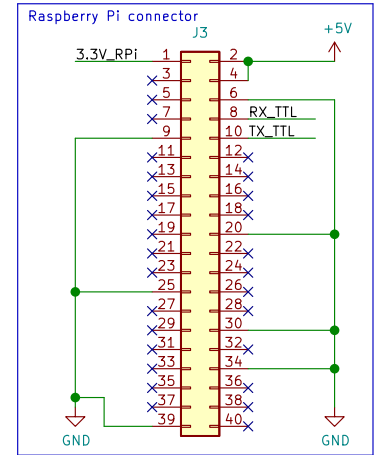 Raspberry Pi connector
J3
+5V
3.3V_RPi 1 2
3 4
5 6
7 8 RX_TTL
9 10 TX_TTL
11 12
13 14
15 16
17 18
19 20
21 22
23 24
25 26
27 28
29 30
31 32
33 34
35 36
37 38
39 40
GND GND